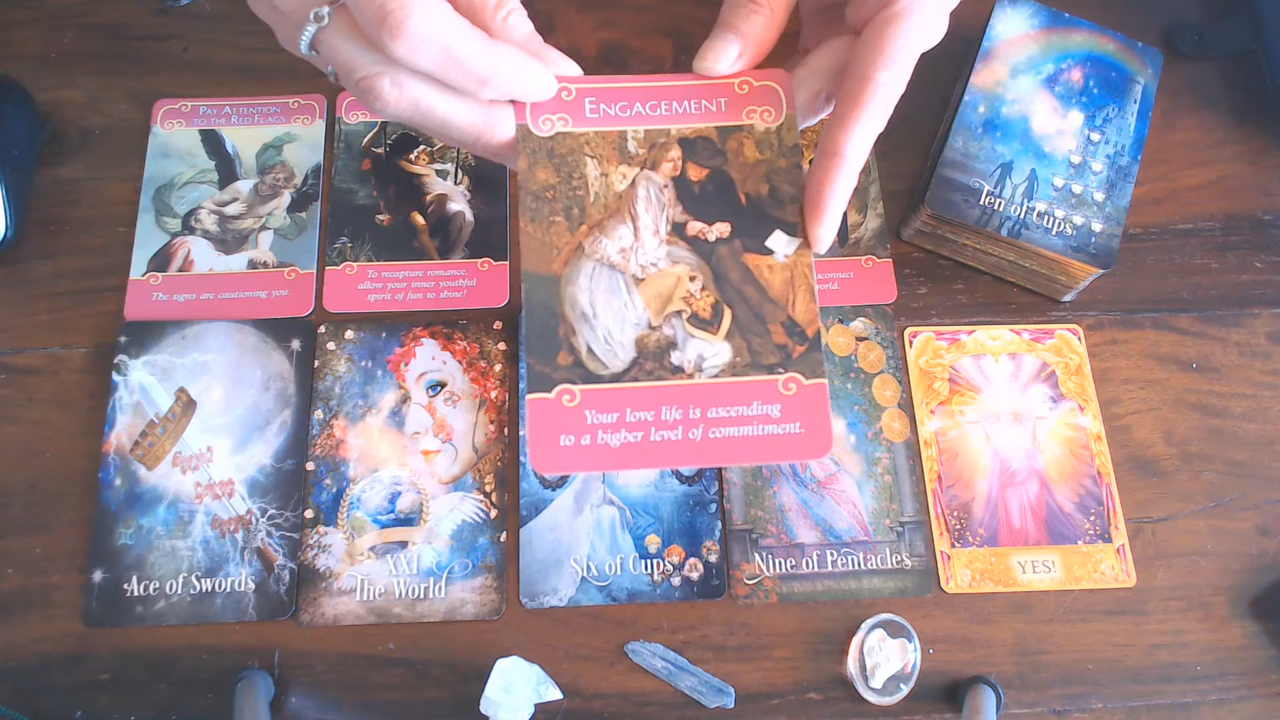 PAY ATTENTION
TO THE RED FLAGS
The signs are cautioning you.
To recapture romance,
allow your inner youthful
spirit of fun to shine!
ENGAGEMENT
Your love life is ascending
to a higher level of commitment.
world.
Ten of Cups
Ace of Swords
XXI
The World
Six of Cups
Nine of Pentacles
YES!